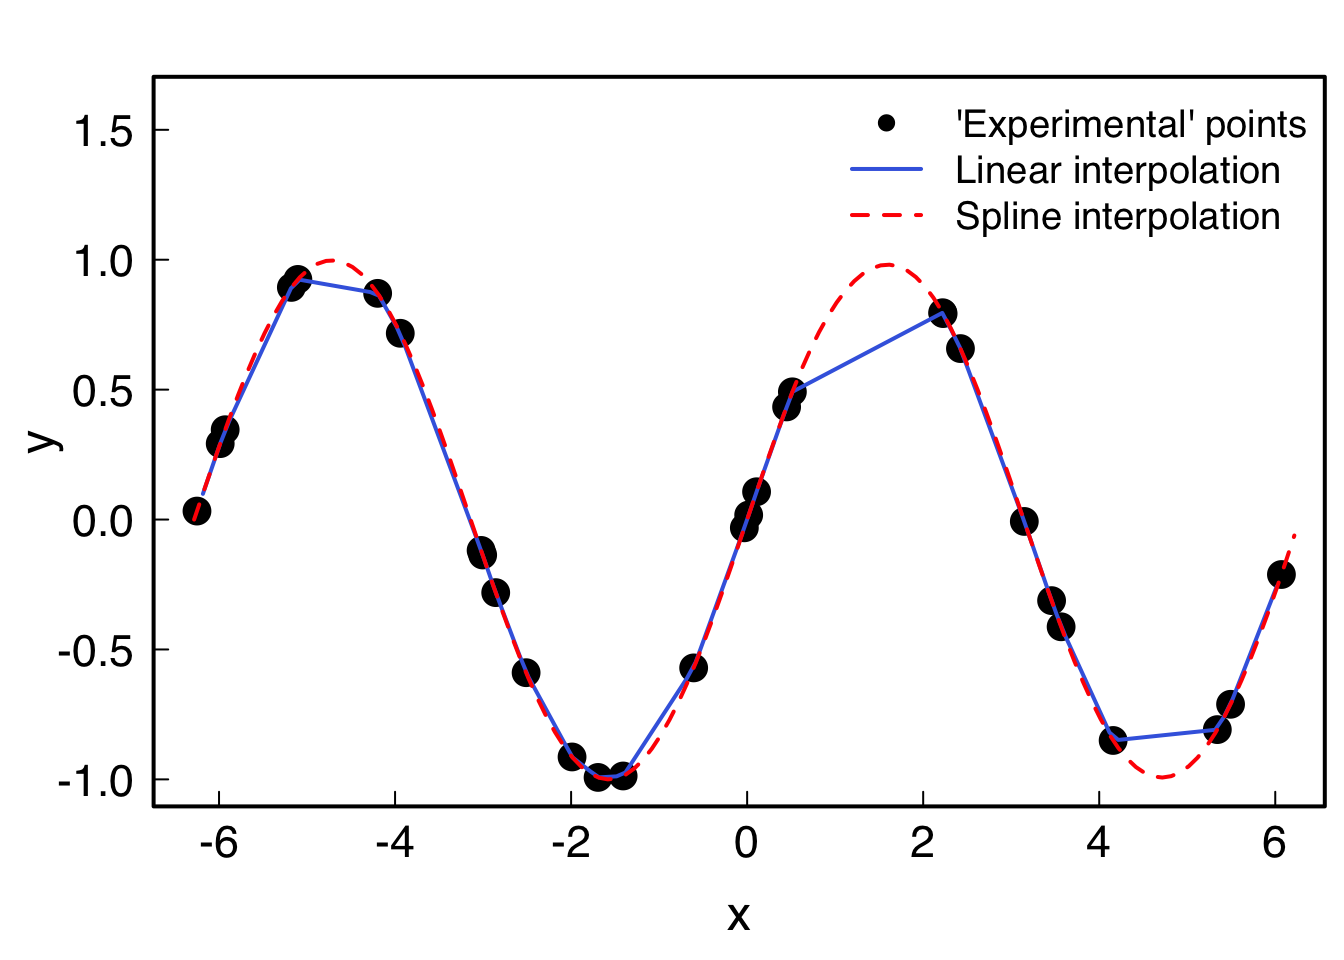 1.5
1.0
0.5
0.0
-0.5
-1.0
y
'Experimental' points
Linear interpolation
Spline interpolation
-6 -4 -2 0 2 4 6
x